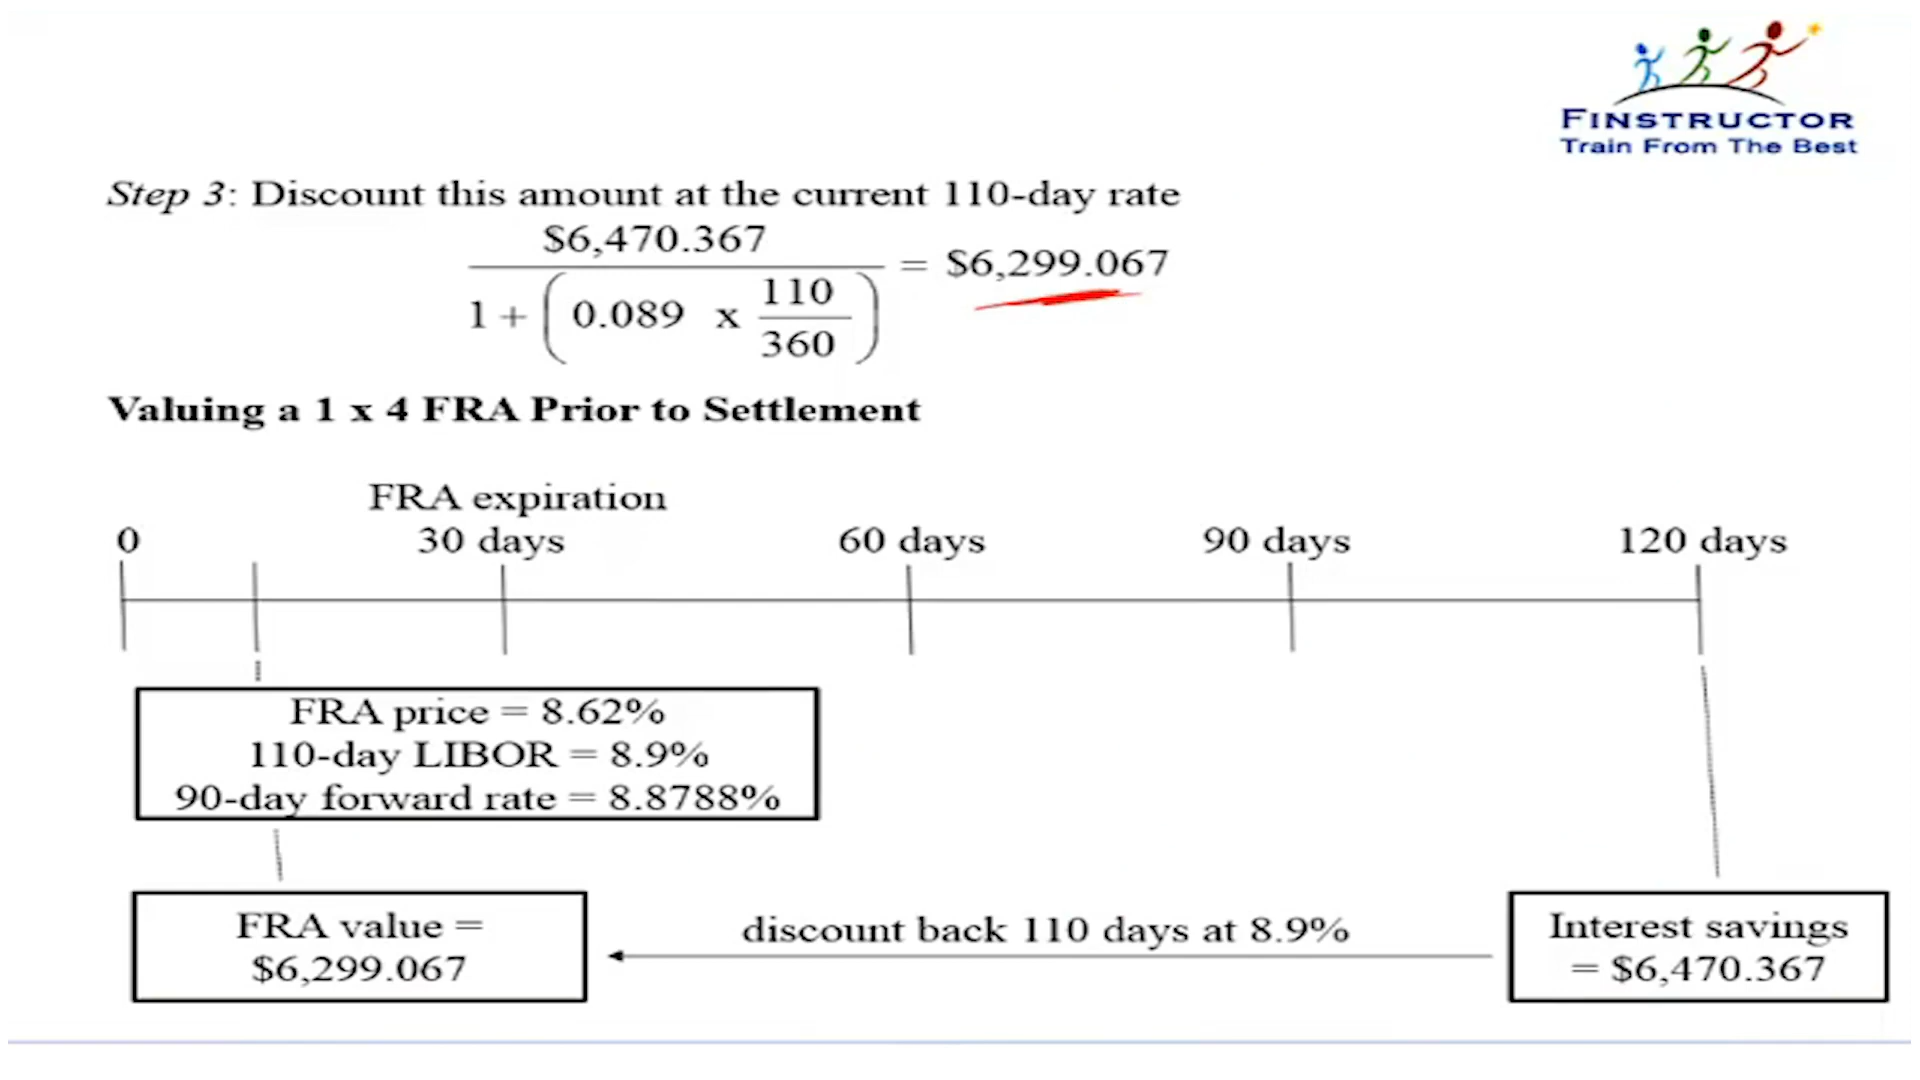 FINSTRUCTOR
Train From The Best
Step 3: Discount this amount at the current 110-day rate
$6,470.367
1 + ( 0.089 x 110 / 360 ) = $6,299.067
Valuing a 1 x 4 FRA Prior to Settlement
FRA expiration
0 30 days 60 days 90 days 120 days
FRA price = 8.62%
110-day LIBOR = 8.9%
90-day forward rate = 8.8788%
FRA value =
$6,299.067
discount back 110 days at 8.9%
Interest savings
= $6,470.367